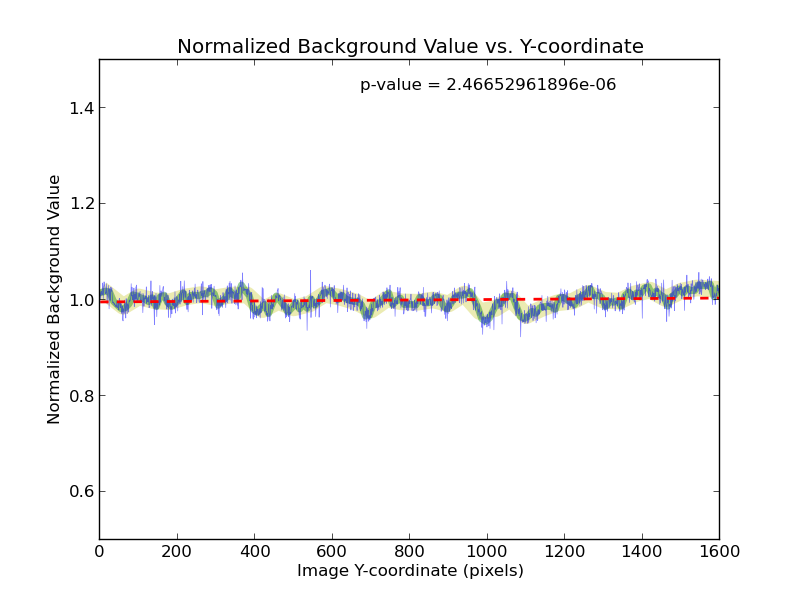 Normalized Background Value vs. Y-coordinate
p-value = 2.46652961896e-06
1.4
1.2
1.0
0.8
0.6
Normalized Background Value
0 200 400 600 800 1000 1200 1400 1600
Image Y-coordinate (pixels)